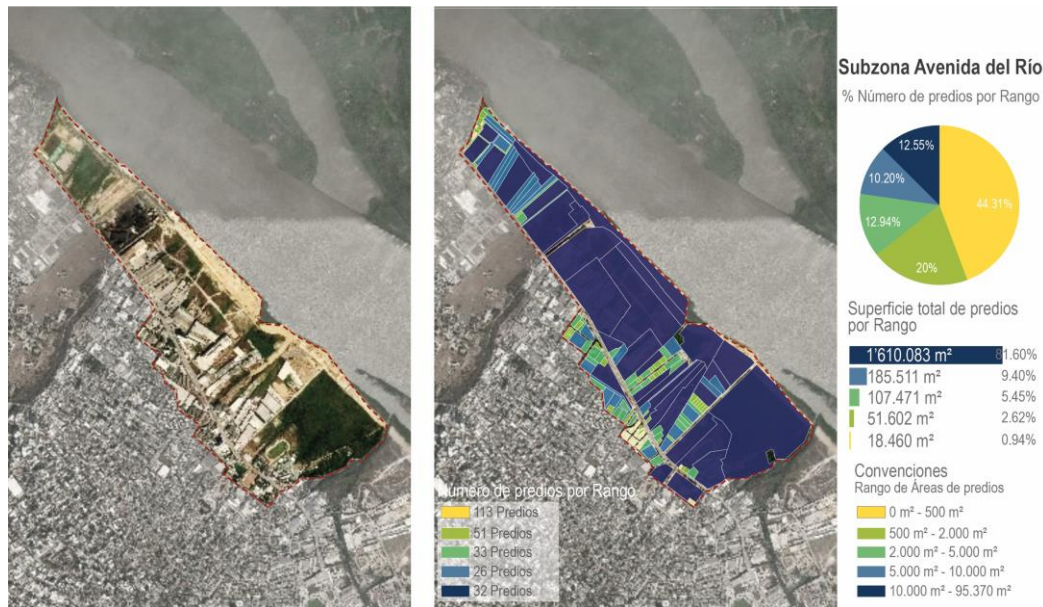 Subzona Avenida del Río
% Número de predios por Rango
12.55%
10.20%
44.31%
12.94%
20%
Superficie total de predios
por Rango
1'610.083 m² 81.60%
185.511 m² 9.40%
107.471 m² 5.45%
51.602 m² 2.62%
18.460 m² 0.94%
Convenciones
Rango de Áreas de predios
0 m² - 500 m²
500 m² - 2.000 m²
2.000 m² - 5.000 m²
5.000 m² - 10.000 m²
10.000 m² - 95.370 m²
Número de predios por Rango
113 Predios
51 Predios
33 Predios
26 Predios
32 Predios